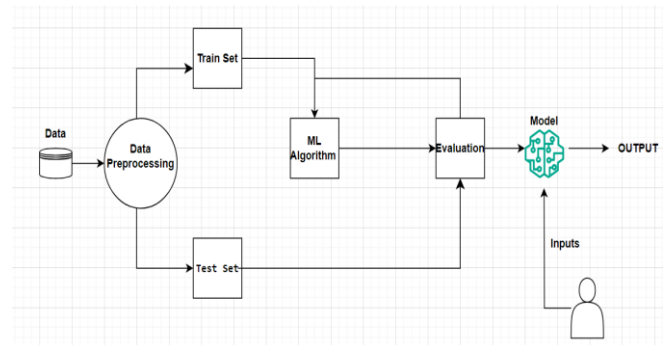 Train Set
Data
Data
Preprocessing
ML
Algorithm
Evaluation
Model
OUTPUT
Test Set
Inputs